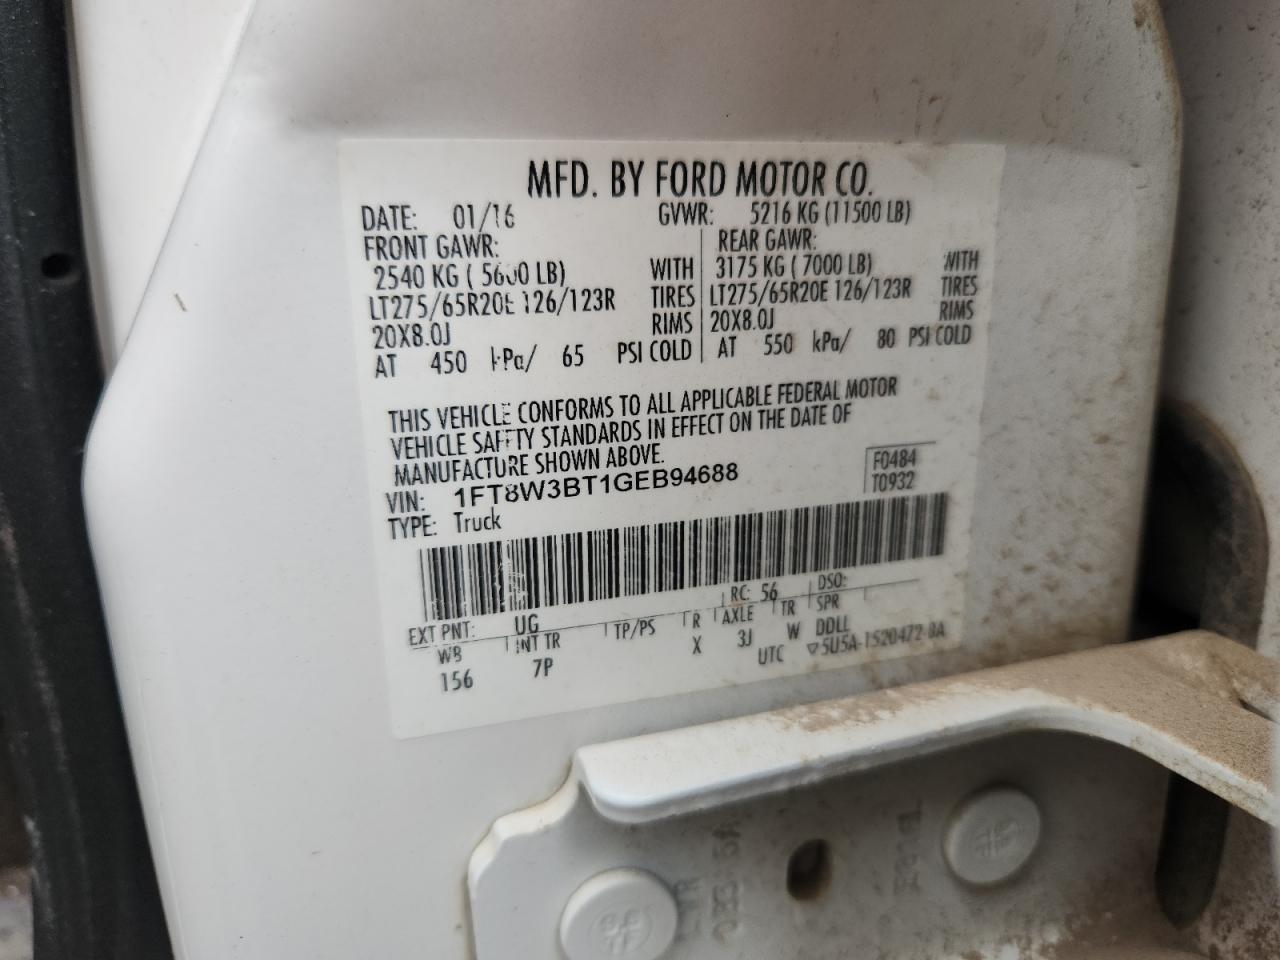 MFD. BY FORD MOTOR CO.
DATE: 01/16 GVWR: 5216 KG (11500 LB)
FRONT GAWR: REAR GAWR:
2540 KG ( 5600 LB) WITH 3175 KG ( 7000 LB) WITH
LT275/65R20E 126/123R TIRES LT275/65R20E 126/123R TIRES
20X8.0J RIMS 20X8.0J RIMS
AT 450 kPa/ 65 PSI COLD AT 550 kPa/ 80 PSI COLD
THIS VEHICLE CONFORMS TO ALL APPLICABLE FEDERAL MOTOR
VEHICLE SAFETY STANDARDS IN EFFECT ON THE DATE OF
MANUFACTURE SHOWN ABOVE.
F0484
VIN: 1FT8W3BT1GEB94688 T0932
TYPE: Truck
EXT PNT: UG RC: 56 DSO:
WB INT TR TP/PS R AXLE TR SPR
156 7P X 3J W DDLL
UTC ▽5U5A-1520472-BA